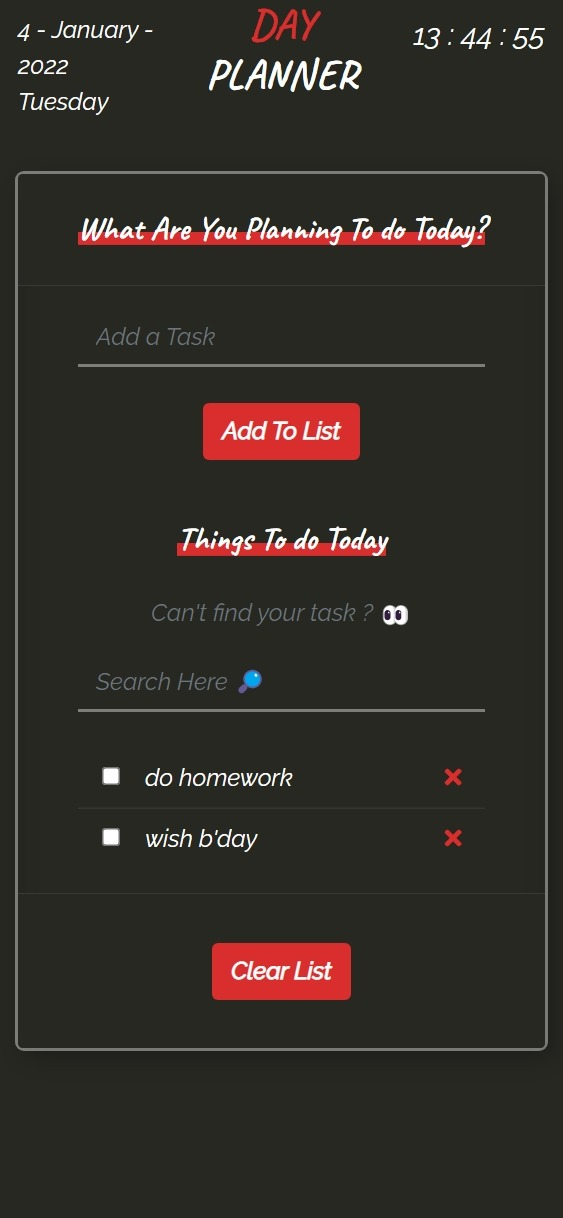 4 - January -
2022
Tuesday
DAY
PLANNER
13 : 44 : 55
What Are You Planning To do Today?
Add a Task
Add To List
Things To do Today
Can't find your task ? 👀
Search Here 🔎
do homework
wish b'day
Clear List